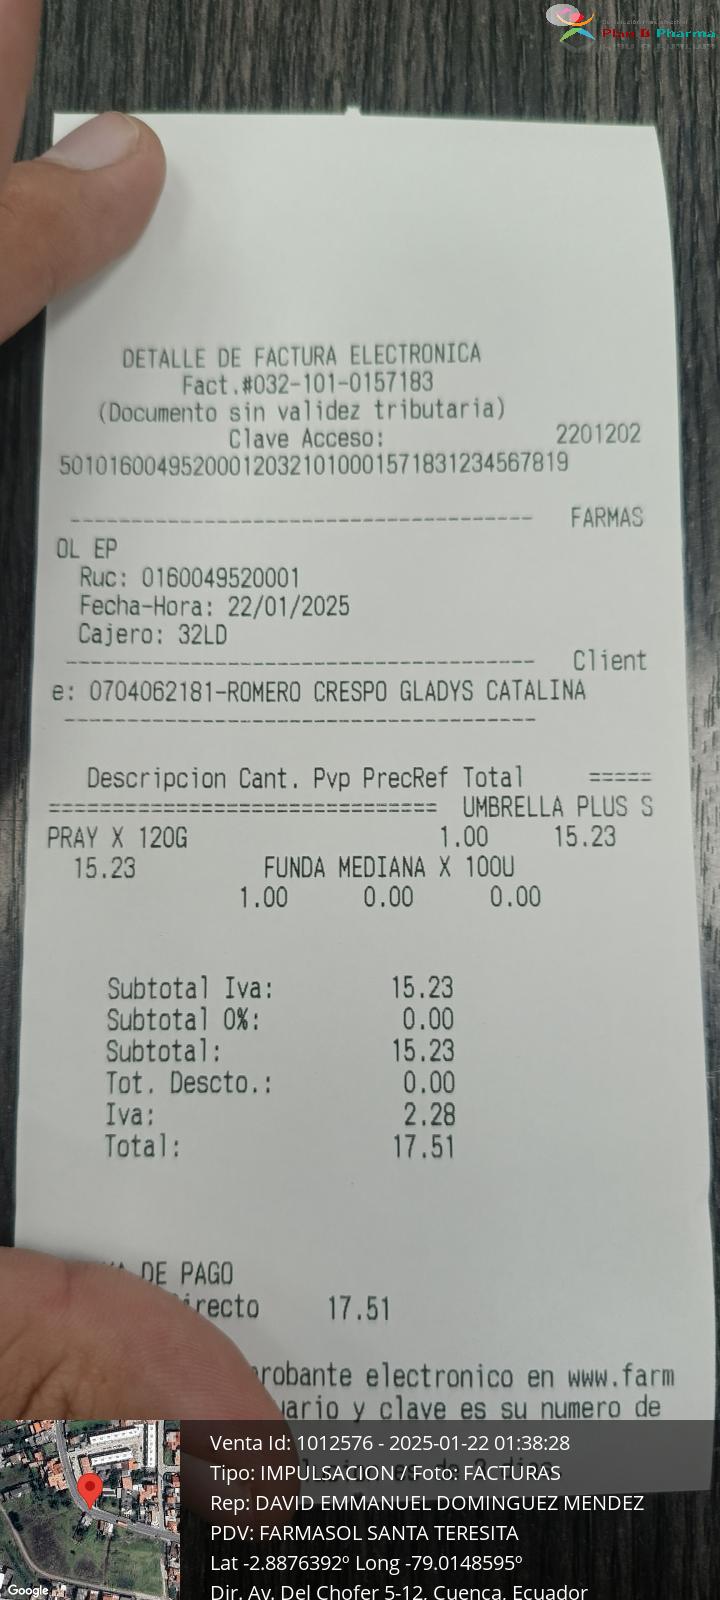 Plan B Pharma
DETALLE DE FACTURA ELECTRONICA
Fact.#032-101-0157183
(Documento sin validez tributaria)
Clave Acceso: 2201202
501016004952000120321010001571831234567819
------------------------------------- FARMAS
OL EP
Ruc: 0160049520001
Fecha-Hora: 22/01/2025
Cajero: 32LD
------------------------------------- Client
e: 0704062181-ROMERO CRESPO GLADYS CATALINA
-------------------------------------
Descripcion Cant. Pvp PrecRef Total =====
=============================== UMBRELLA PLUS S
PRAY X 120G 1.00 15.23
15.23 FUNDA MEDIANA X 100U
1.00 0.00 0.00
Subtotal Iva: 15.23
Subtotal 0%: 0.00
Subtotal: 15.23
Tot. Descto.: 0.00
Iva: 2.28
Total: 17.51
DE PAGO
irecto 17.51
robante electronico en www.farm
uario y clave es su numero de
Venta Id: 1012576 - 2025-01-22 01:38:28
Tipo: IMPULSACION / Foto: FACTURAS
Rep: DAVID EMMANUEL DOMINGUEZ MENDEZ
PDV: FARMASOL SANTA TERESITA
Lat -2.8876392º Long -79.0148595º
Dir. Av. Del Chofer 5-12, Cuenca, Ecuador
Google